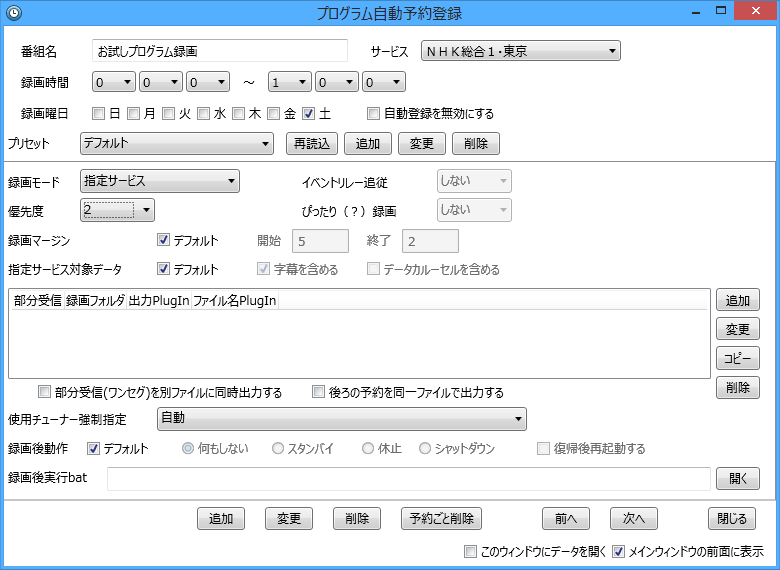 プログラム自動予約登録
番組名 お試しプログラム録画 サービス ＮＨＫ総合１・東京
録画時間 0 0 0 ～ 1 0 0
録画曜日 日 月 火 水 木 金 土 自動登録を無効にする
プリセット デフォルト 再読込 追加 変更 削除
録画モード 指定サービス イベントリレー追従 しない
優先度 2 ぴったり（？）録画 しない
録画マージン デフォルト 開始 5 終了 2
指定サービス対象データ デフォルト 字幕を含める データカルーセルを含める
部分受信 録画フォルダ 出力PlugIn ファイル名PlugIn 追加
変更
コピー
削除
部分受信(ワンセグ)を別ファイルに同時出力する 後ろの予約を同一ファイルで出力する
使用チューナー強制指定 自動
録画後動作 デフォルト 何もしない スタンバイ 休止 シャットダウン 復帰後再起動する
録画後実行bat 開く
追加 変更 削除 予約ごと削除 前へ 次へ 閉じる
このウィンドウにデータを開く メインウィンドウの前面に表示